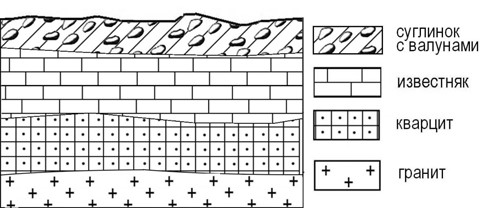 суглинок
с валунами
известняк
кварцит
гранит